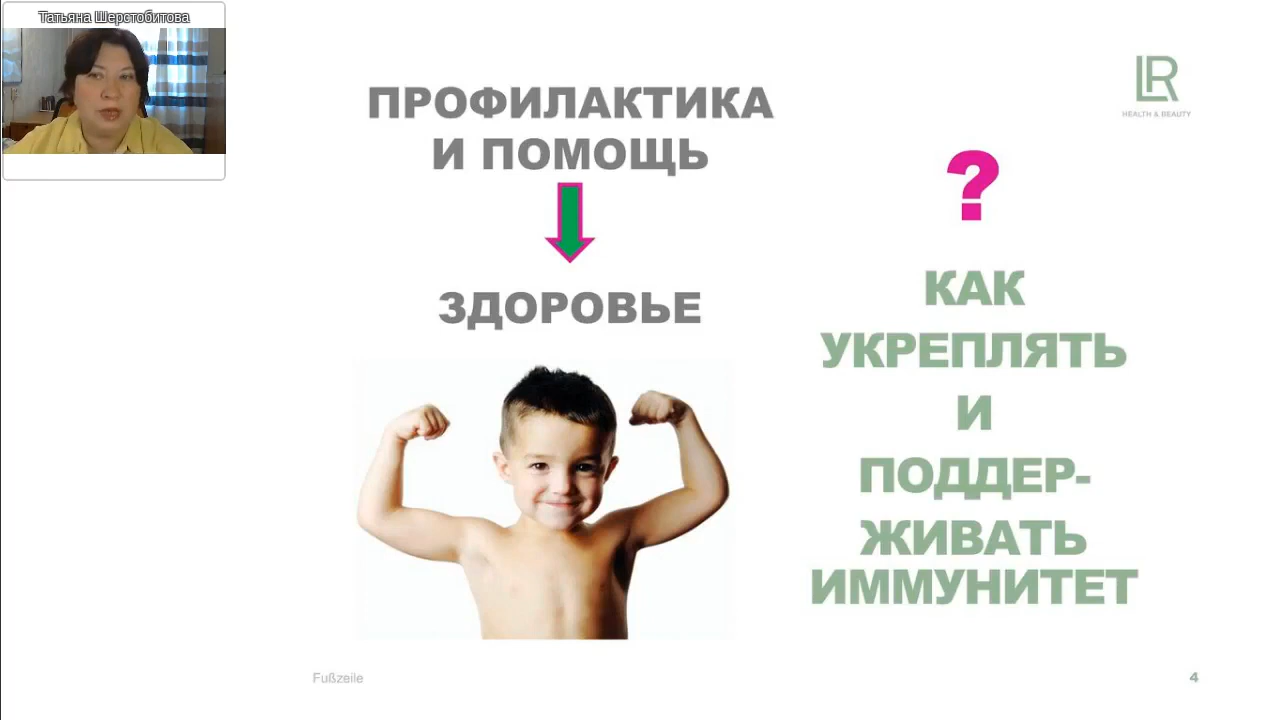 Татьяна Шерстобитова
ПРОФИЛАКТИКА
И ПОМОЩЬ
ЗДОРОВЬЕ
LR
HEALTH & BEAUTY
?
КАК
УКРЕПЛЯТЬ
И
ПОДДЕР-
ЖИВАТЬ
ИММУНИТЕТ
Fußzeile
4